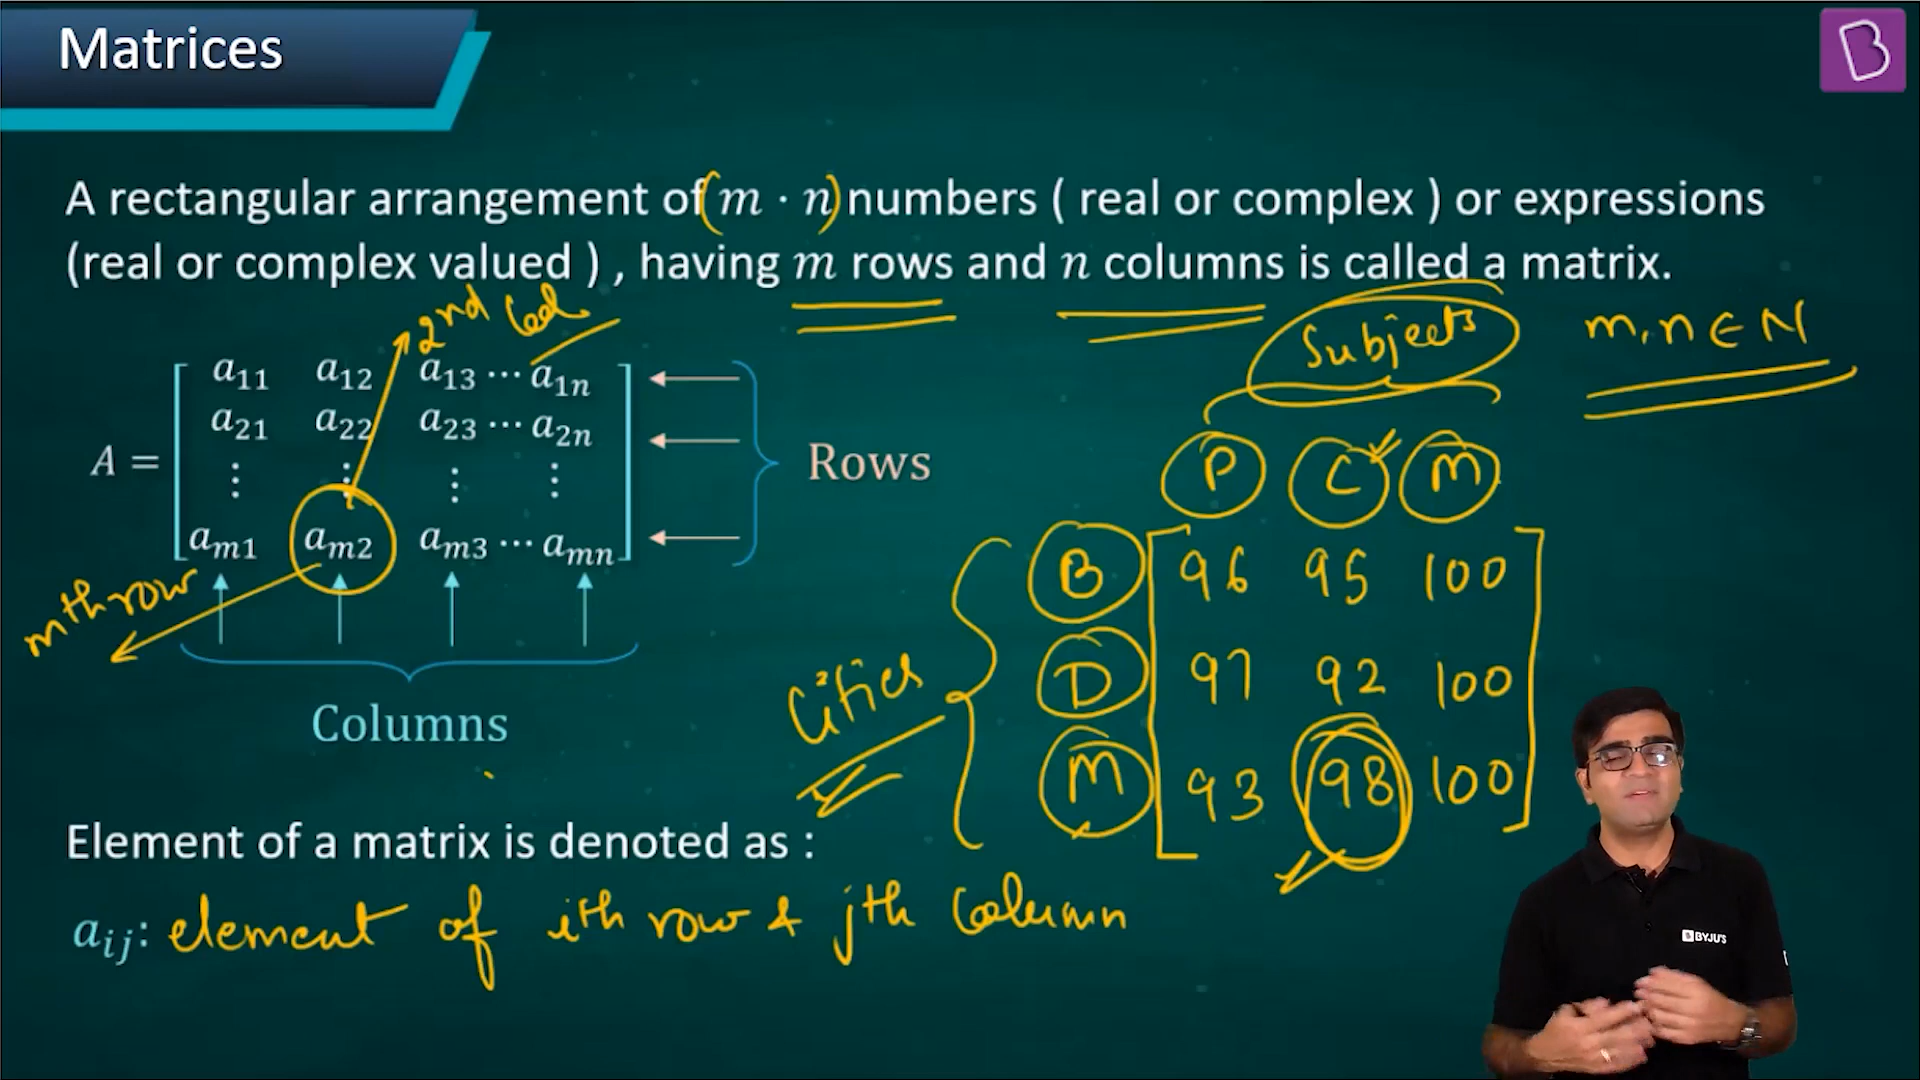 Matrices
B
A rectangular arrangement of (m · n) numbers ( real or complex ) or expressions
(real or complex valued ) , having m rows and n columns is called a matrix.
2nd Col
Subjects
m, n ∈ N
a11 a12 a13 ⋯ a1n
a21 a22 a23 ⋯ a2n
A =
⋮ ⋮ ⋮ ⋮
am1 am2 am3 ⋯ amn
Rows
mth row
Columns
P C M
B 96 95 100
D 97 92 100
M 93 98 100
Cities
Element of a matrix is denoted as :
aij: element of ith row & jth Column
BYJU'S